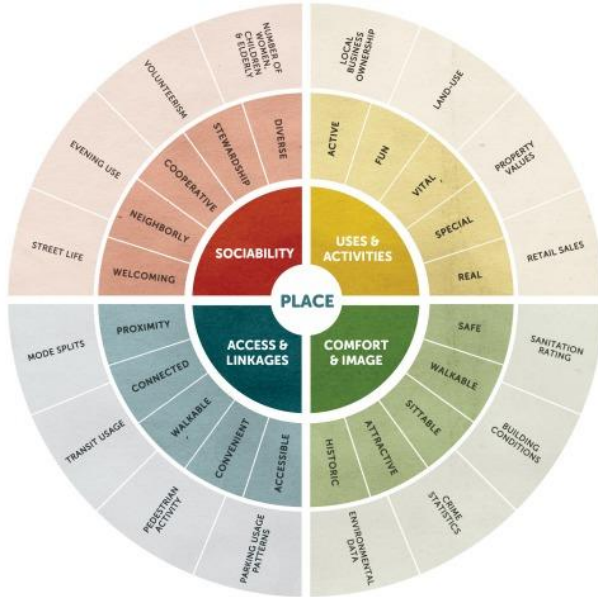 NUMBER OF
WOMEN,
CHILDREN
& ELDERLY
VOLUNTEERISM
EVENING USE
STREET LIFE
DIVERSE
STEWARDSHIP
COOPERATIVE
NEIGHBORLY
WELCOMING
SOCIABILITY
LOCAL
BUSINESS
OWNERSHIP
LAND-USE
PROPERTY
VALUES
RETAIL SALES
ACTIVE
FUN
VITAL
SPECIAL
REAL
USES &
ACTIVITIES
PLACE
ACCESS &
LINKAGES
PROXIMITY
CONNECTED
WALKABLE
CONVENIENT
ACCESSIBLE
MODE SPLITS
TRANSIT USAGE
PEDESTRIAN
ACTIVITY
PARKING USAGE
PATTERNS
COMFORT
& IMAGE
SAFE
WALKABLE
SITTABLE
ATTRACTIVE
HISTORIC
SANITATION
RATING
BUILDING
CONDITIONS
CRIME
STATISTICS
ENVIRONMENTAL
DATA